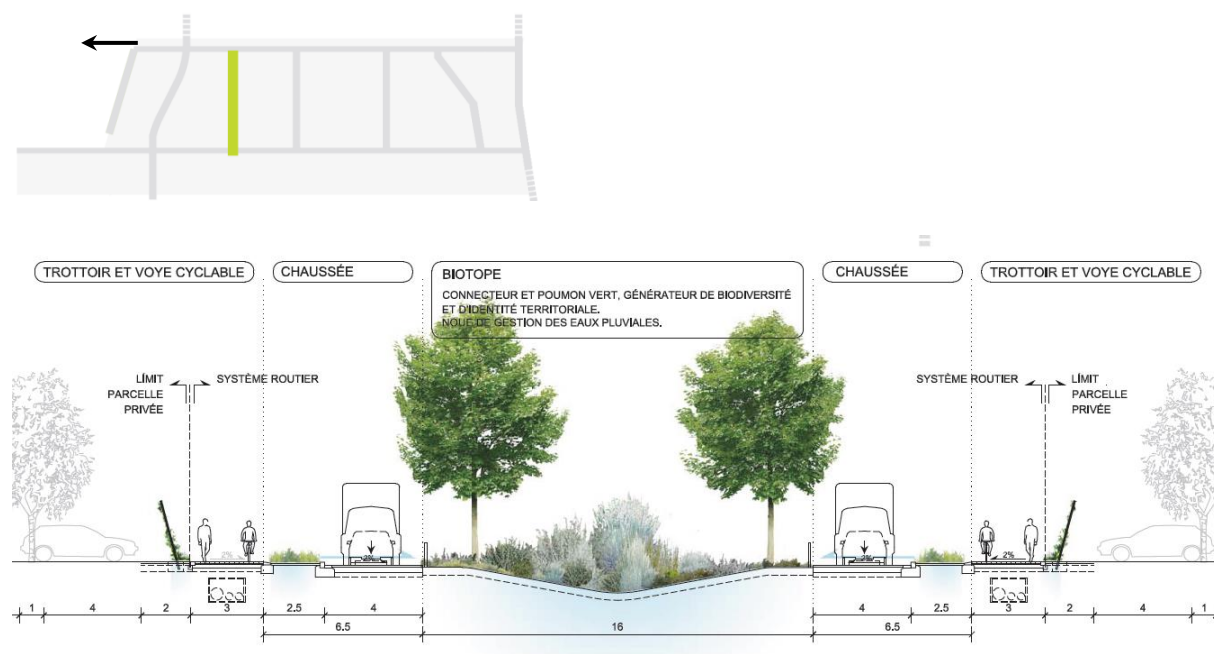 TROTTOIR ET VOYE CYCLABLE
CHAUSSÉE
BIOTOPE
CONNECTEUR ET POUMON VERT, GÉNÉRATEUR DE BIODIVERSITÉ
ET D'IDENTITÉ TERRITORIALE.
NOUE DE GESTION DES EAUX PLUVIALES.
CHAUSSÉE
TROTTOIR ET VOYE CYCLABLE
LÍMIT
PARCELLE
PRIVÉE
SYSTÈME ROUTIER
SYSTÈME ROUTIER
LÍMIT
PARCELLE
PRIVÉE
2%
2%
2%
2%
1 4 2 3 2.5 4 4 2.5 3 2 4 1
6.5 16 6.5